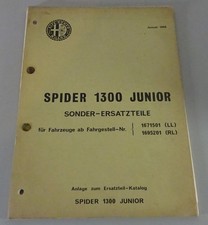 SPIDER 1300 JUNIOR
SONDER-ERSATZTEILE
für Fahrzeuge ab Fahrgestell-Nr. 1671501 (LL)
1685201 (RL)
Anlage zum Ersatzteil-Katalog
SPIDER 1300 JUNIOR